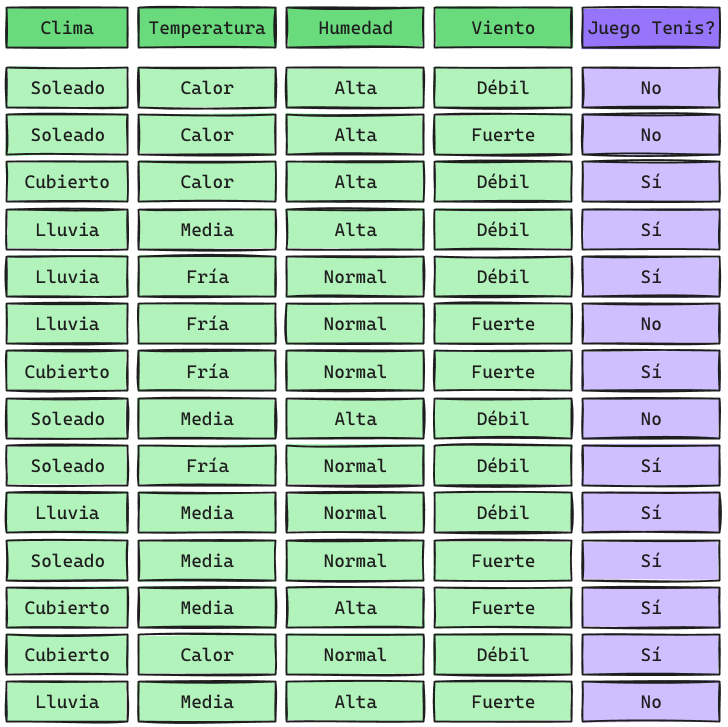 Clima Temperatura Humedad Viento Juego Tenis?
Soleado Calor Alta Débil No
Soleado Calor Alta Fuerte No
Cubierto Calor Alta Débil Sí
Lluvia Media Alta Débil Sí
Lluvia Fría Normal Débil Sí
Lluvia Fría Normal Fuerte No
Cubierto Fría Normal Fuerte Sí
Soleado Media Alta Débil No
Soleado Fría Normal Débil Sí
Lluvia Media Normal Débil Sí
Soleado Media Normal Fuerte Sí
Cubierto Media Alta Fuerte Sí
Cubierto Calor Normal Débil Sí
Lluvia Media Alta Fuerte No